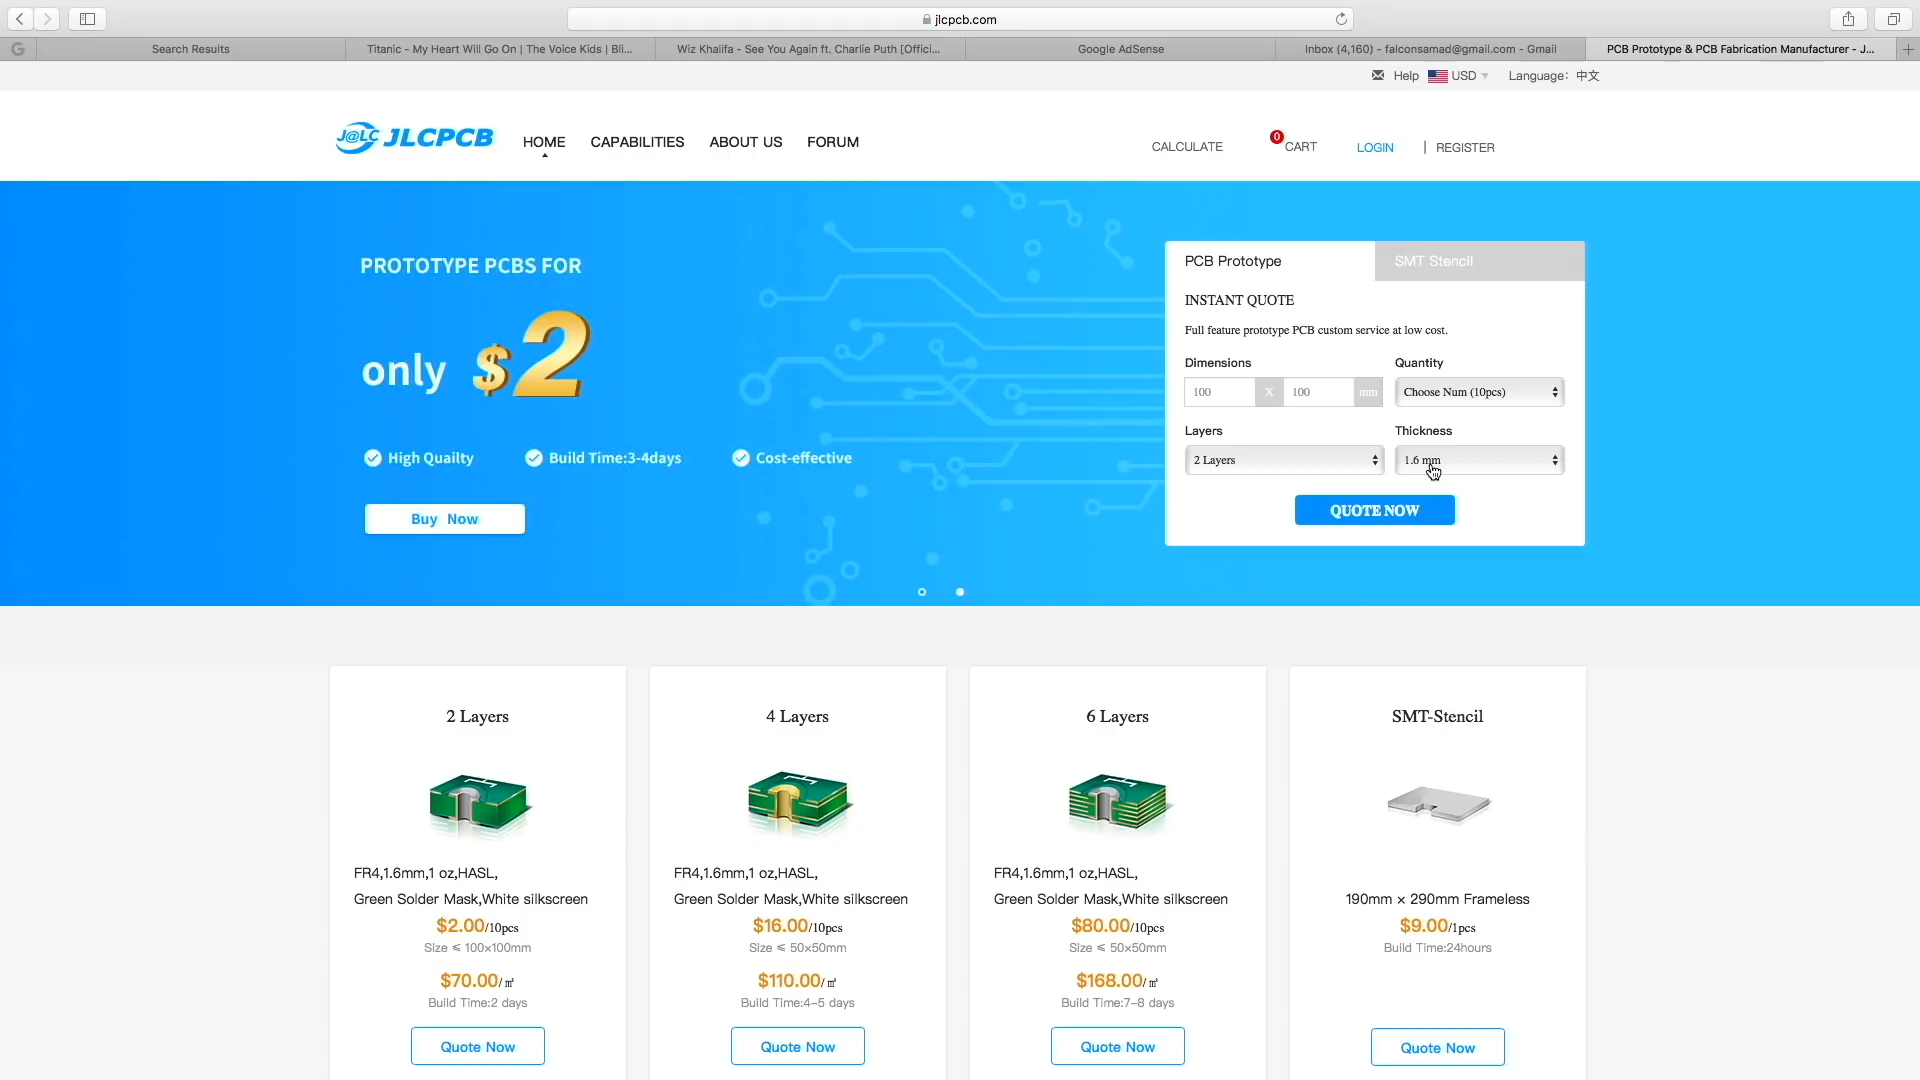 jlcpcb.com
G
Search Results
Titanic - My Heart Will Go On | The Voice Kids | Bli...
Wiz Khalifa - See You Again ft. Charlie Puth [Offici...
Google AdSense
Inbox (4,160) - falconsamad@gmail.com - Gmail
PCB Prototype & PCB Fabrication Manufacturer - J...
Help
USD
Language: 中文
J@LC JLCPCB
HOME
CAPABILITIES
ABOUT US
FORUM
CALCULATE
0
CART
LOGIN
|
REGISTER
PROTOTYPE PCBS FOR
only $2
High Quailty
Build Time:3-4days
Cost-effective
Buy Now
PCB Prototype
SMT Stencil
INSTANT QUOTE
Full feature prototype PCB custom service at low cost.
Dimensions
Quantity
100 X 100 mm
Choose Num (10pcs)
Layers
Thickness
2 Layers
1.6 mm
QUOTE NOW
2 Layers
FR4,1.6mm,1 oz,HASL,
Green Solder Mask,White silkscreen
$2.00/10pcs
Size ≤ 100×100mm
$70.00/㎡
Build Time:2 days
Quote Now
4 Layers
FR4,1.6mm,1 oz,HASL,
Green Solder Mask,White silkscreen
$16.00/10pcs
Size ≤ 50×50mm
$110.00/㎡
Build Time:4-5 days
Quote Now
6 Layers
FR4,1.6mm,1 oz,HASL,
Green Solder Mask,White silkscreen
$80.00/10pcs
Size ≤ 50×50mm
$168.00/㎡
Build Time:7-8 days
Quote Now
SMT-Stencil
190mm × 290mm Frameless
$9.00/1pcs
Build Time:24hours
Quote Now